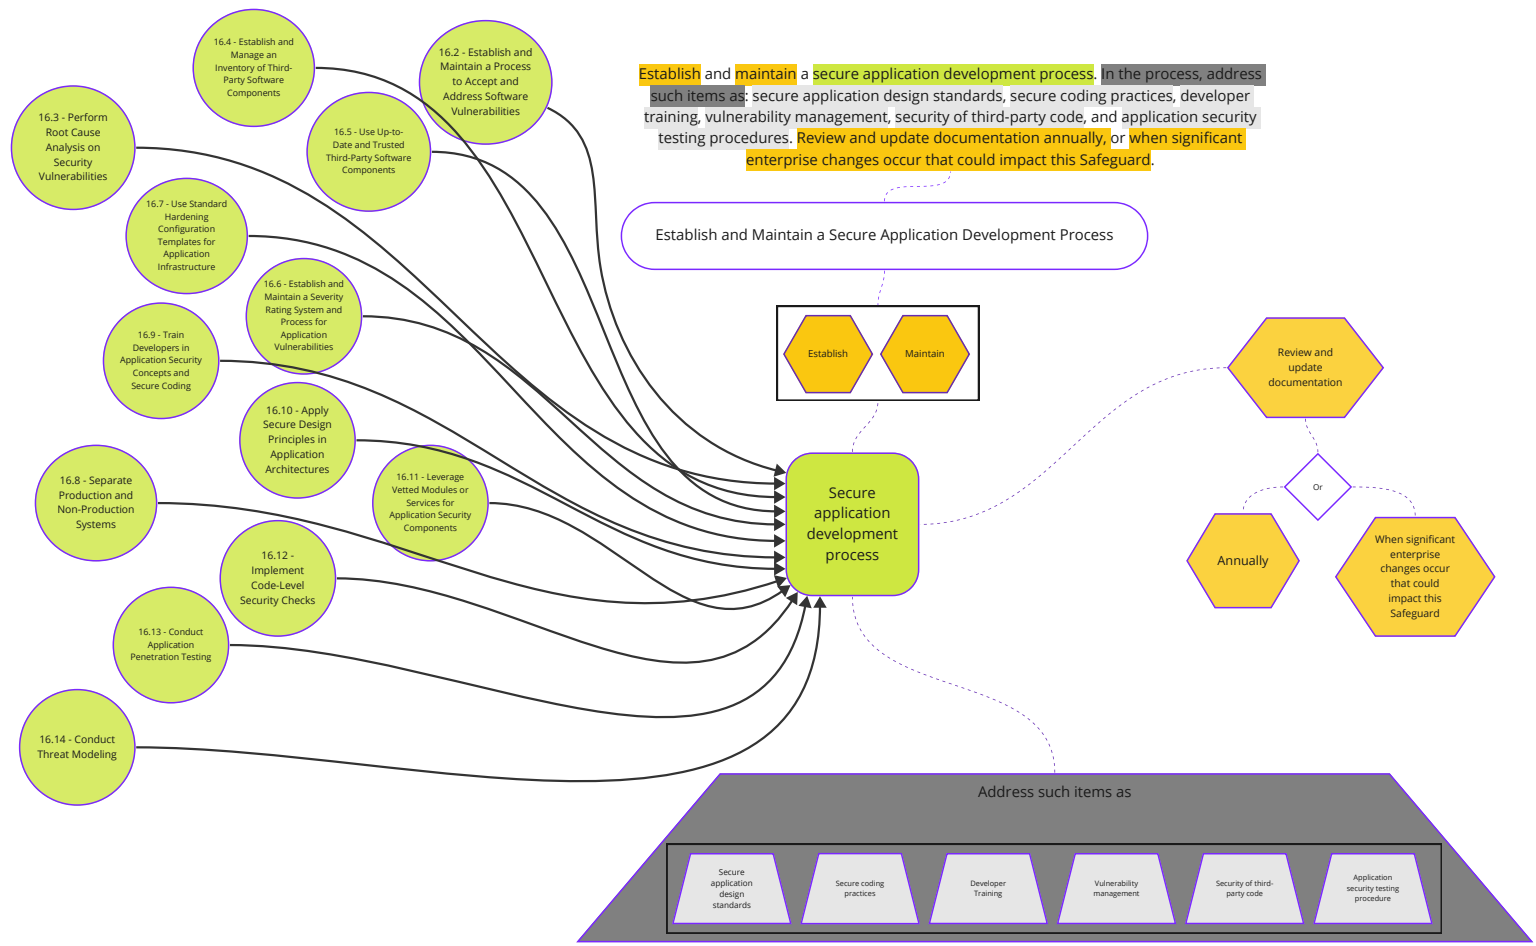 16.4 - Establish and
Manage an
Inventory of Third-
Party Software
Components
16.2 - Establish and
Maintain a Process
to Accept and
Address Software
Vulnerabilities
16.3 - Perform
Root Cause
Analysis on
Security
Vulnerabilities
16.5 - Use Up-to-
Date and Trusted
Third-Party Software
Components
16.7 - Use Standard
Hardening
Configuration
Templates for
Application
Infrastructure
16.6 - Establish and
Maintain a Severity
Rating System and
Process for
Application
Vulnerabilities
16.9 - Train
Developers in
Application Security
Concepts and
Secure Coding
16.10 - Apply
Secure Design
Principles in
Application
Architectures
16.8 - Separate
Production and
Non-Production
Systems
16.11 - Leverage
Vetted Modules or
Services for
Application Security
Components
16.12 -
Implement
Code-Level
Security Checks
16.13 - Conduct
Application
Penetration Testing
16.14 - Conduct
Threat Modeling
Establish and maintain a secure application development process. In the process, address
such items as: secure application design standards, secure coding practices, developer
training, vulnerability management, security of third-party code, and application security
testing procedures. Review and update documentation annually, or when significant
enterprise changes occur that could impact this Safeguard.
Establish and Maintain a Secure Application Development Process
Establish
Maintain
Secure
application
development
process
Review and
update
documentation
Or
Annually
When significant
enterprise
changes occur
that could
impact this
Safeguard
Address such items as
Secure
application
design
standards
Secure coding
practices
Developer
Training
Vulnerability
management
Security of third-
party code
Application
security testing
procedure